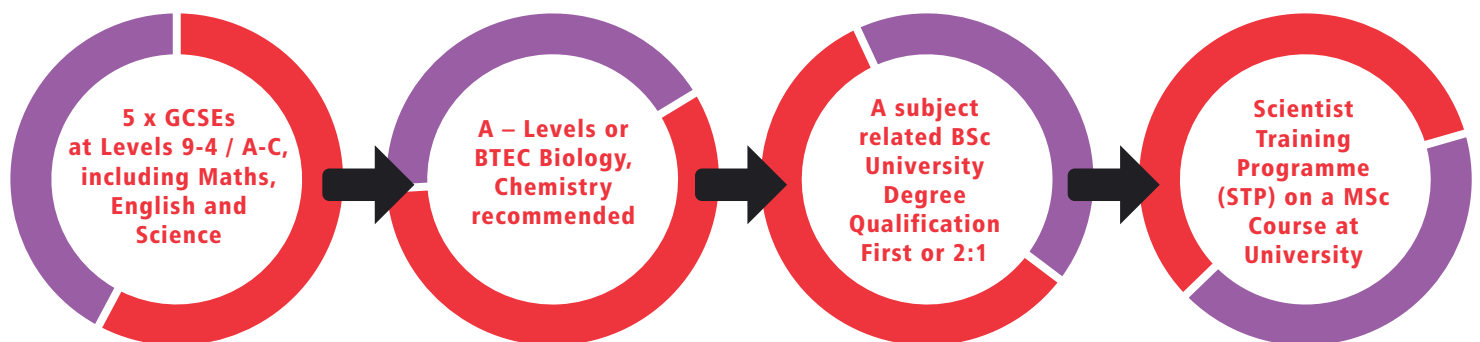 5 x GCSEs
at Levels 9-4 / A-C,
including Maths,
English and
Science
A – Levels or
BTEC Biology,
Chemistry
recommended
A subject
related BSc
University
Degree
Qualification
First or 2:1
Scientist
Training
Programme
(STP) on a MSc
Course at
University